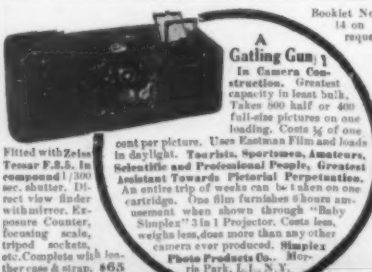 Booklet No.
14 on
request
A
Gatling Gun
In Camera Con-
struction. Greatest
capacity in least bulk.
Takes 800 half or 400
full-size pictures on one
loading. Costs ¾ of one
cent per picture. Uses Eastman Film and loads
in daylight. Tourists, Sportsmen, Amateurs,
Scientific and Professional People, Greatest
Assistant Towards Pictorial Perpetuation.
An entire trip of weeks can be taken on one
cartridge. One film furnishes 6 hours am-
usement when shown through "Baby
Simplex" 3 in 1 Projector. Costs less,
weighs less, does more than any other
camera ever produced. Simplex
Photo Products Co., Mor-
ris Park, L. I., N. Y.
Fitted with Zeiss
Tessar F.3.5. In
compound 1/300
sec. shutter. Di-
rect view finder
with mirror. Ex-
posure Counter,
focusing scale,
tripod sockets,
etc. Complete with lea-
ther case & strap. $65